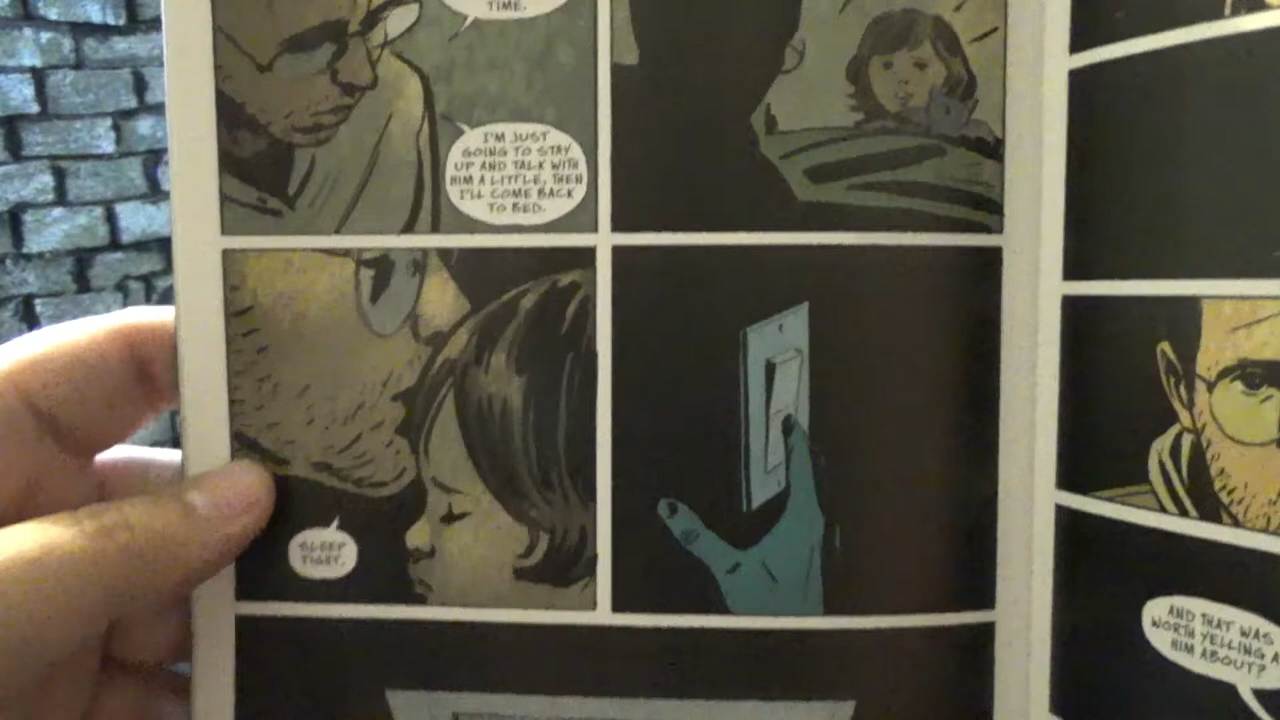 TIME.
I'M JUST
GOING TO STAY
UP AND TALK WITH
HIM A LITTLE, THEN
I'LL COME BACK
TO BED.
SLEEP
TIGHT.
AND THAT WAS
WORTH YELLING
HIM ABOUT?